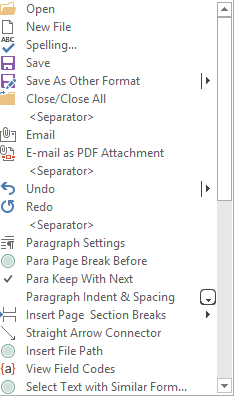 Open
New File
ABC
Spelling...
Save
Save As Other Format
Close/Close All
<Separator>
Email
E-mail as PDF Attachment
<Separator>
Undo
Redo
<Separator>
Paragraph Settings
Para Page Break Before
Para Keep With Next
Paragraph Indent & Spacing
Insert Page  Section Breaks
Straight Arrow Connector
Insert File Path
{a} View Field Codes
Select Text with Similar Form...